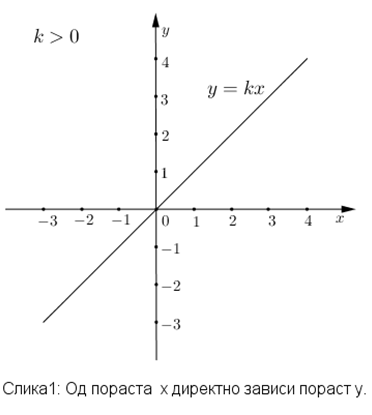 k > 0
y
4
3
y = kx
2
1
−3 −2 −1 0 1 2 3 4 x
−1
−2
−3
Слика1: Од пораста x директно зависи пораст y.